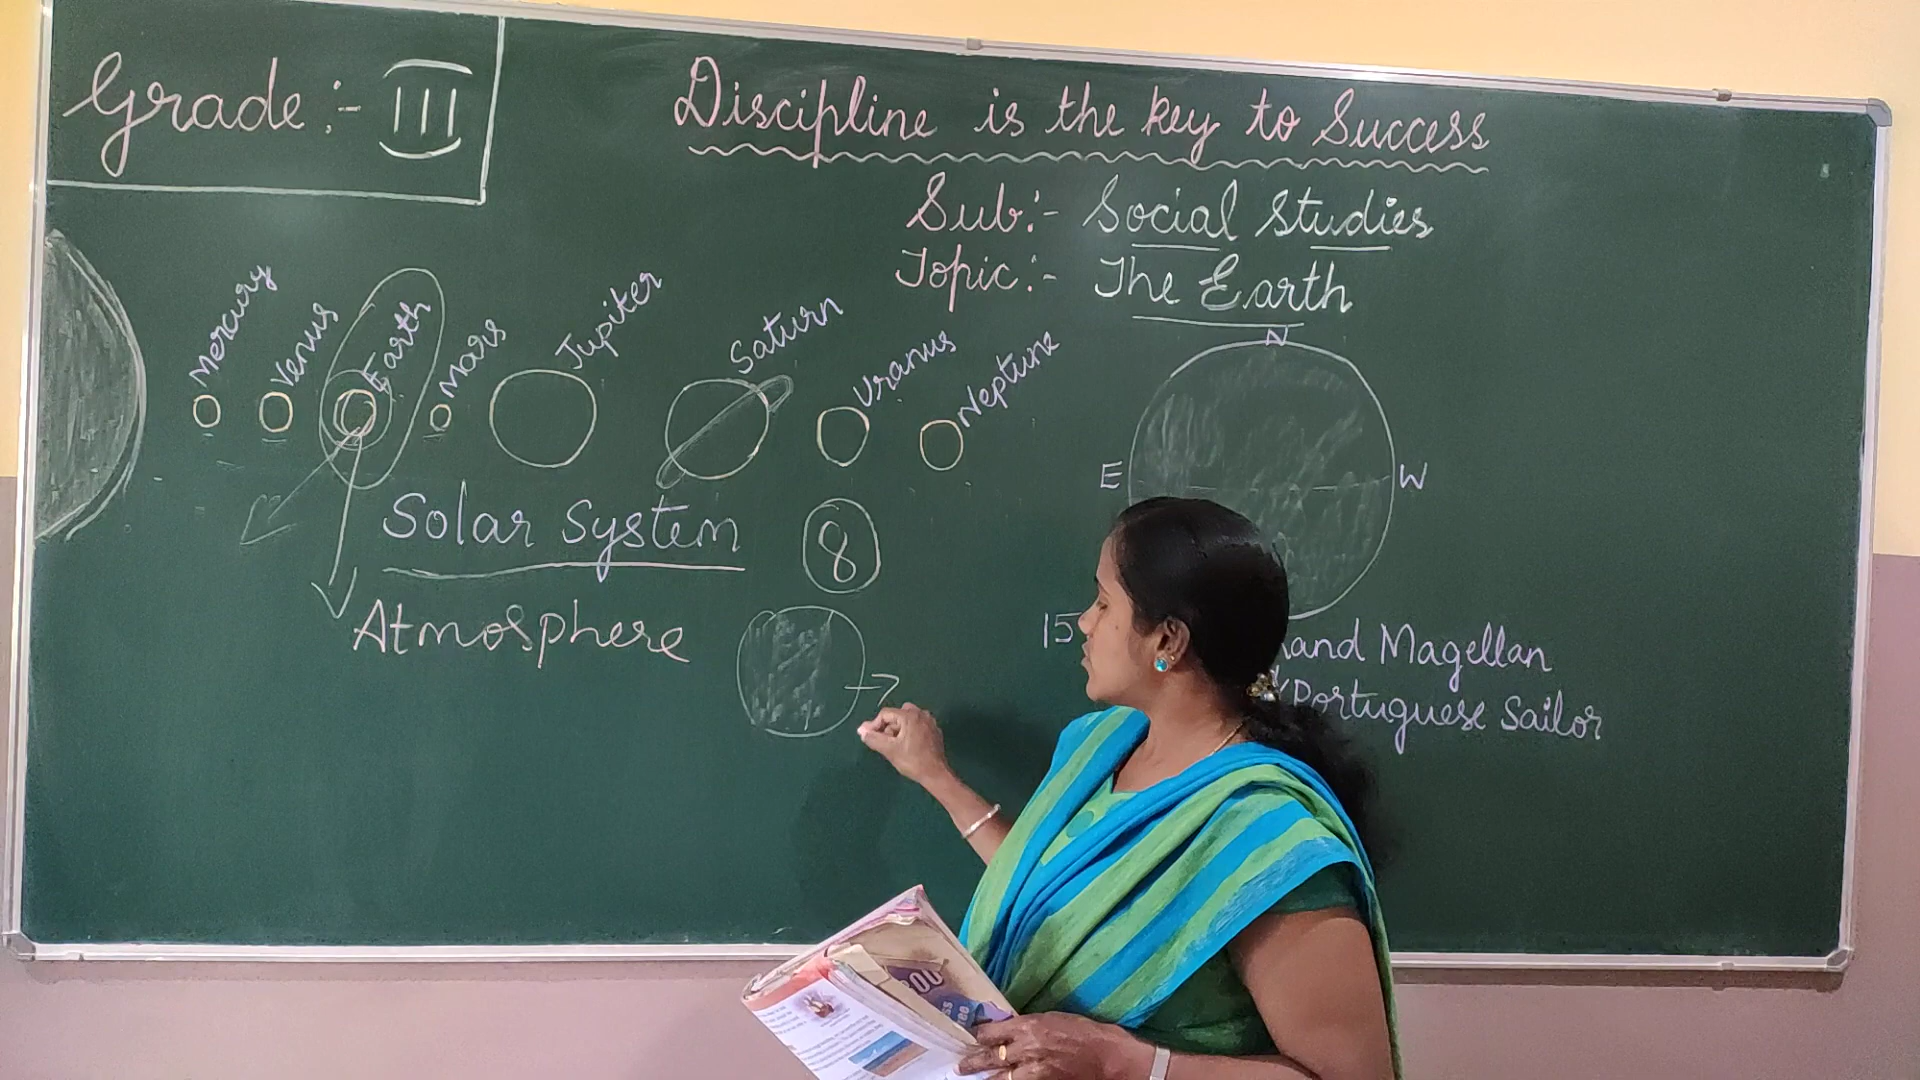 Grade:- III
Discipline is the key to Success
Sub:- Social Studies
Topic:- The Earth
Mercury
Venus
Earth
Mars
Jupiter
Saturn
Uranus
Neptune
N
E W
Solar System 8
Atmosphere
15 nand Magellan
Portuguese Sailor